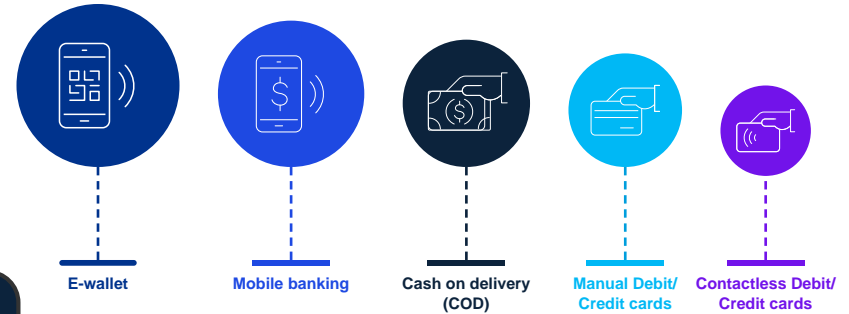 E-wallet
Mobile banking
Cash on delivery
(COD)
Manual Debit/
Credit cards
Contactless Debit/
Credit cards